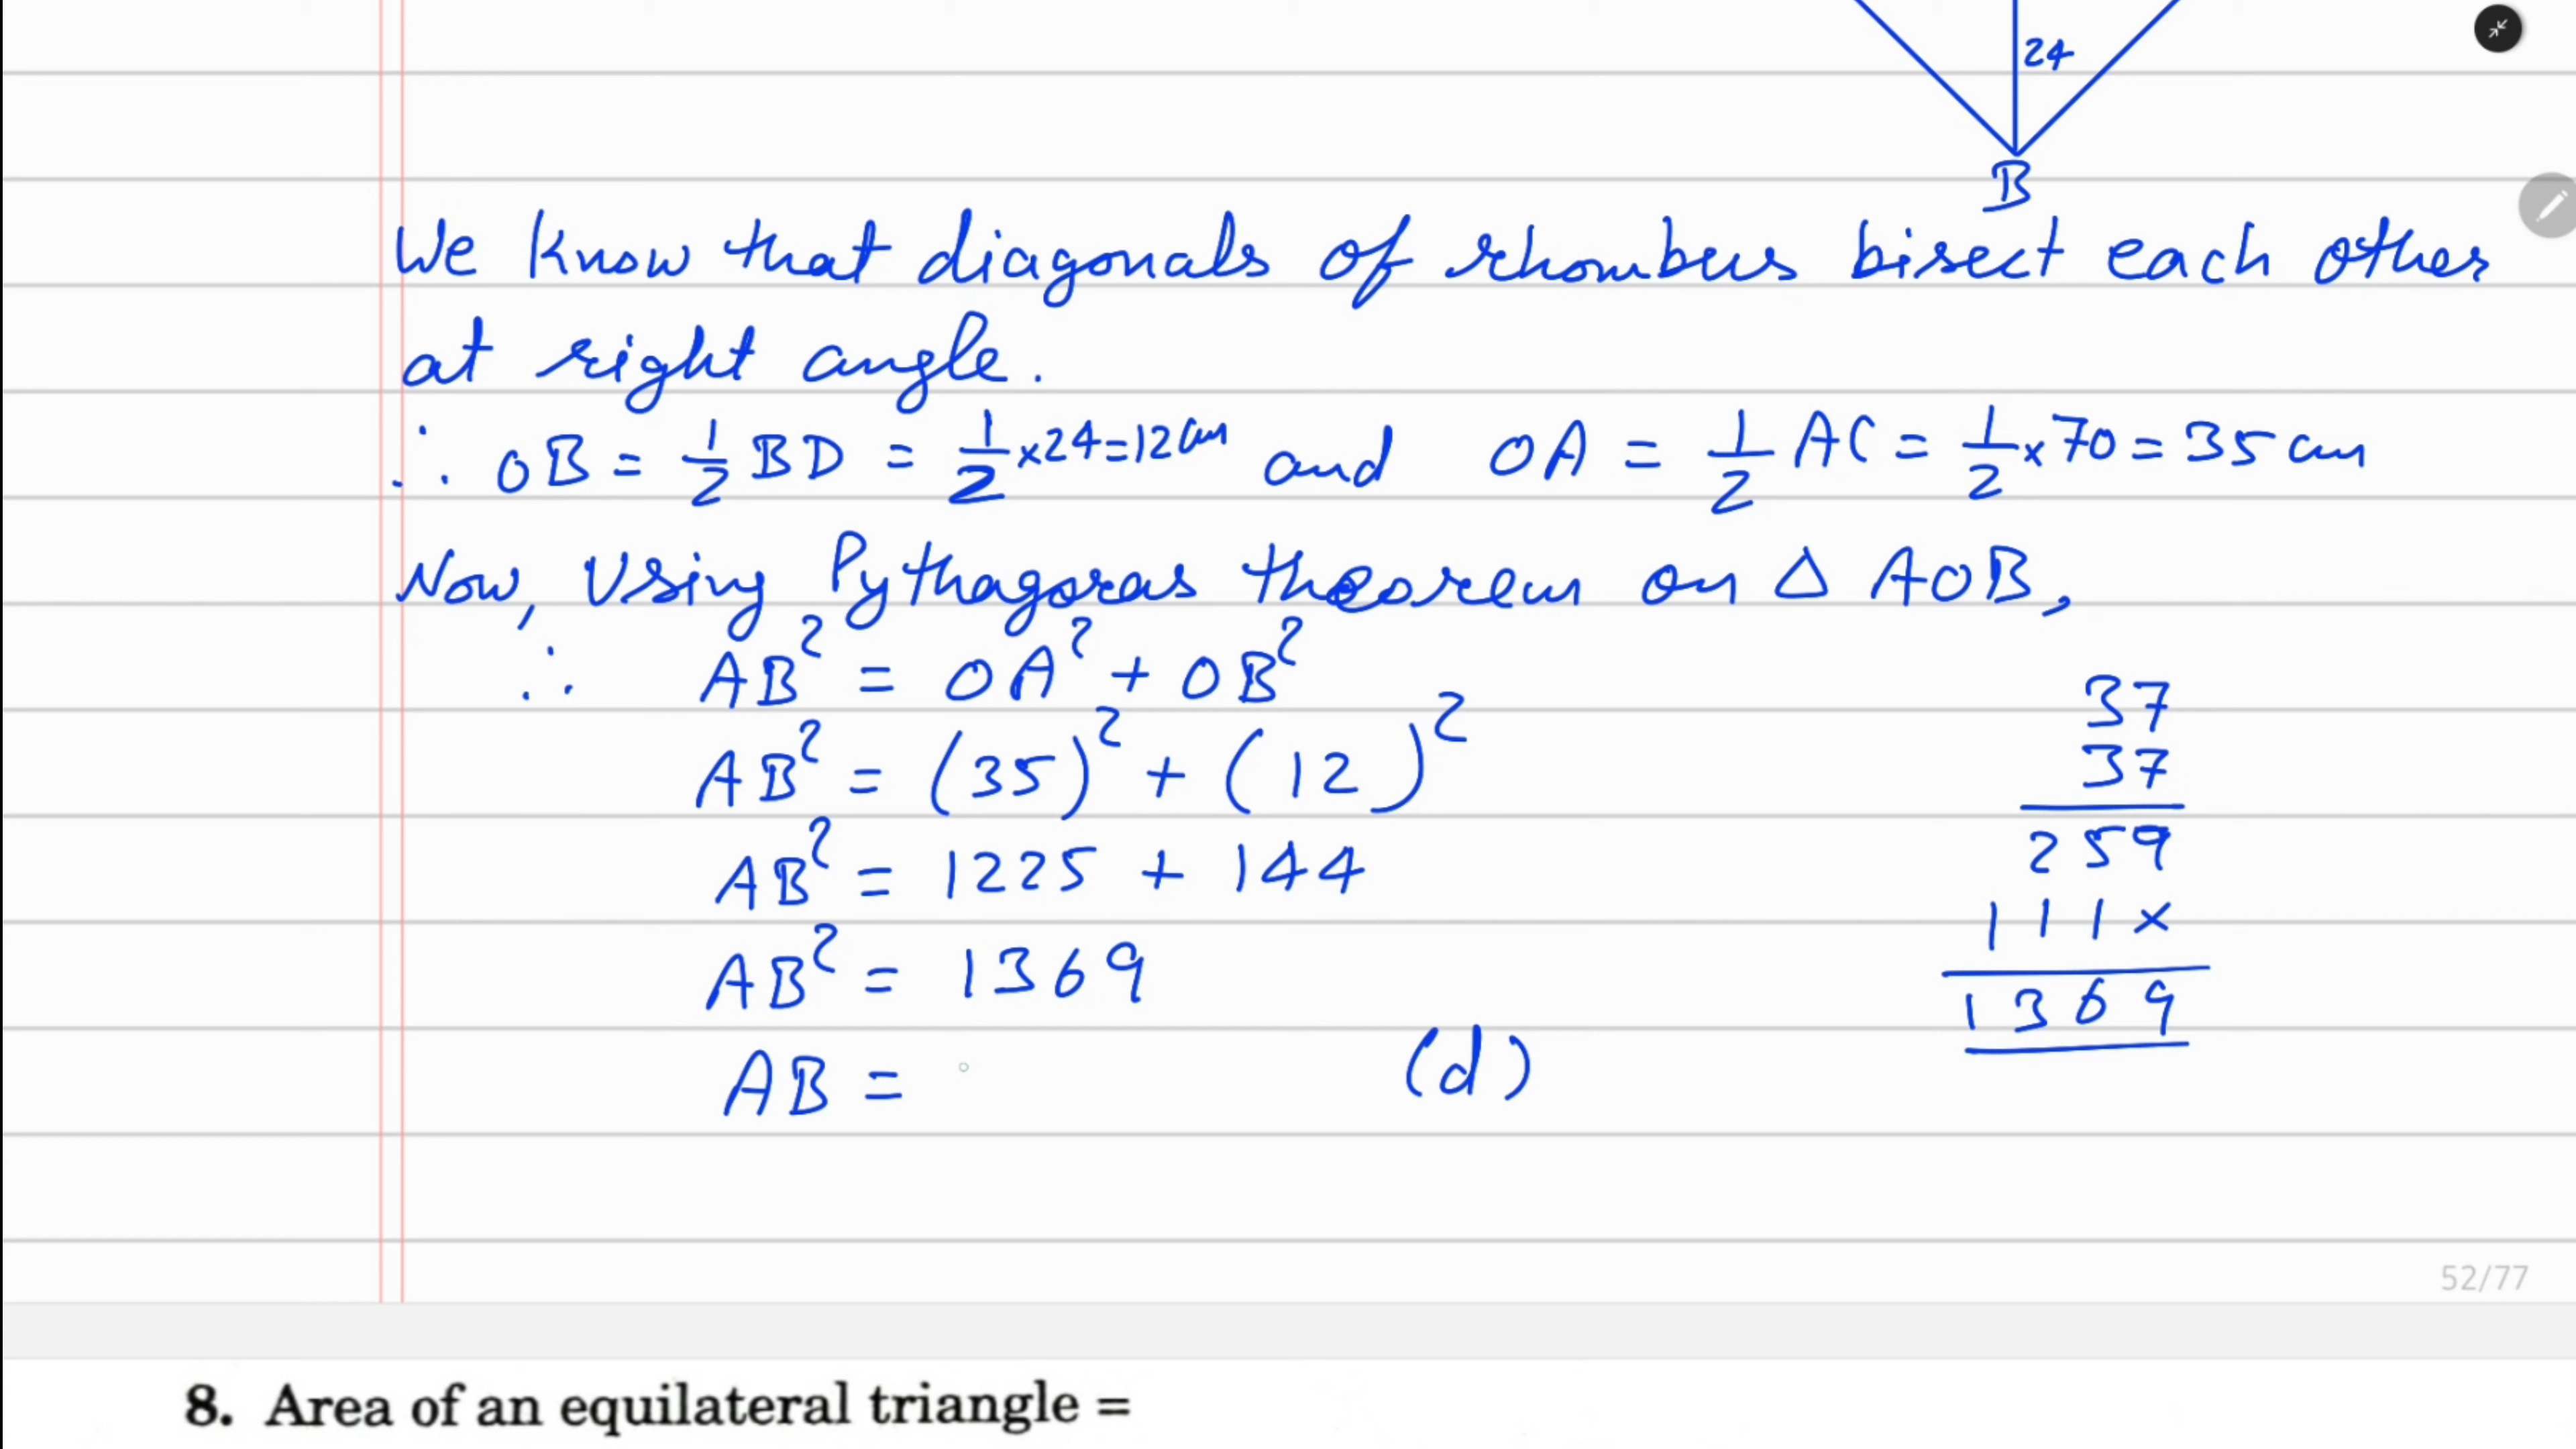 24
B
We know that diagonals of rhombus bisect each other
at right angle.
∴ OB = 1/2 BD = 1/2 × 24 = 12 cm and OA = 1/2 AC = 1/2 × 70 = 35 cm
Now, Using Pythagoreas theorem on △ AOB,
∴ AB² = OA² + OB²
AB² = (35)² + (12)²
AB² = 1225 + 144
AB² = 1369
AB =
(d)
37
37
259
111×
1369
52/77
8. Area of an equilateral triangle =